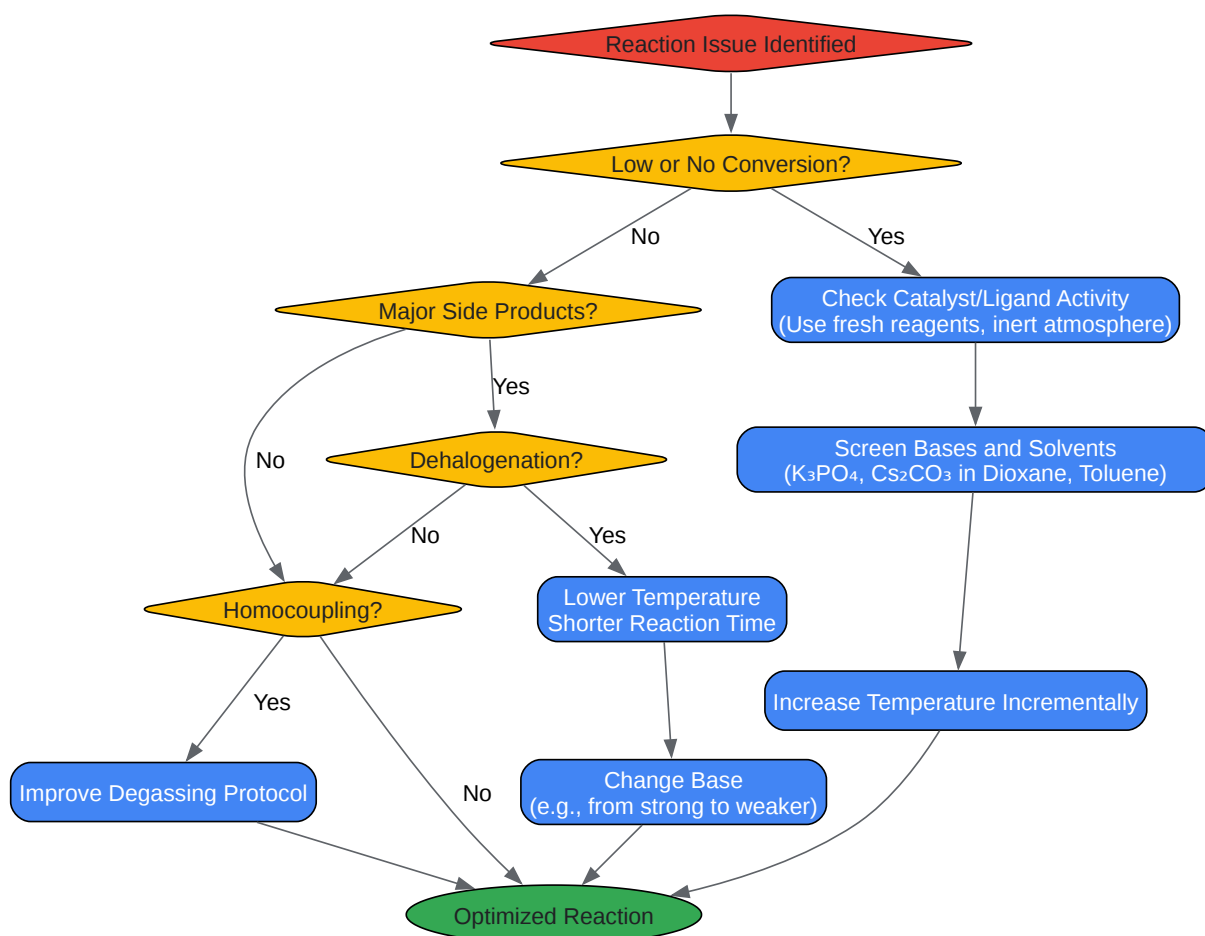 Reaction Issue Identified
Low or No Conversion?
No
Yes
Major Side Products?
Check Catalyst/Ligand Activity
(Use fresh reagents, inert atmosphere)
Yes
No
Dehalogenation?
Screen Bases and Solvents
(K₃PO₄, Cs₂CO₃ in Dioxane, Toluene)
No
Yes
Homocoupling?
Lower Temperature
Shorter Reaction Time
Yes
Increase Temperature Incrementally
Improve Degassing Protocol
No
Change Base
(e.g., from strong to weaker)
Optimized Reaction